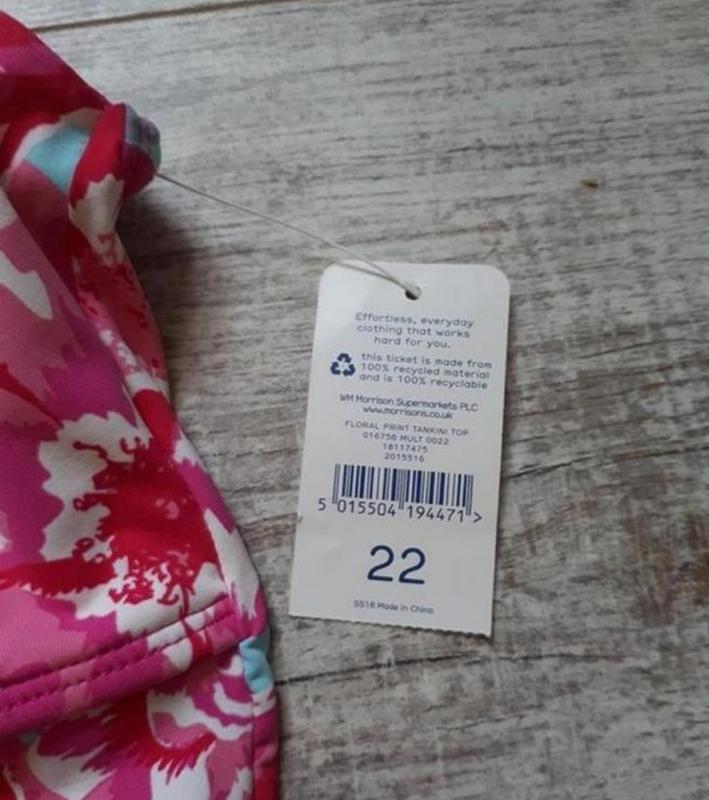 Effortless, everyday
clothing that works
hard for you.
this ticket is made from
100% recycled material
and is 100% recyclable
WM Morrison Supermarkets PLC
www.morrisons.co.uk
FLORAL PRINT TANKINI TOP
016756 MULT 0022
18117475
2015516
5 015504 194471 >
22
SS18 Made in China